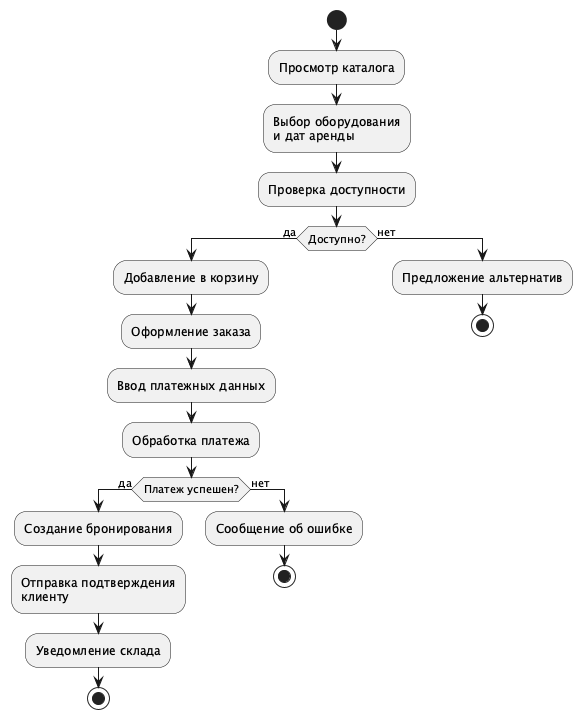 Просмотр каталога
Выбор оборудования
и дат аренды
Проверка доступности
да
Доступно?
нет
Добавление в корзину
Предложение альтернатив
Оформление заказа
Ввод платежных данных
Обработка платежа
да
Платеж успешен?
нет
Создание бронирования
Сообщение об ошибке
Отправка подтверждения
клиенту
Уведомление склада